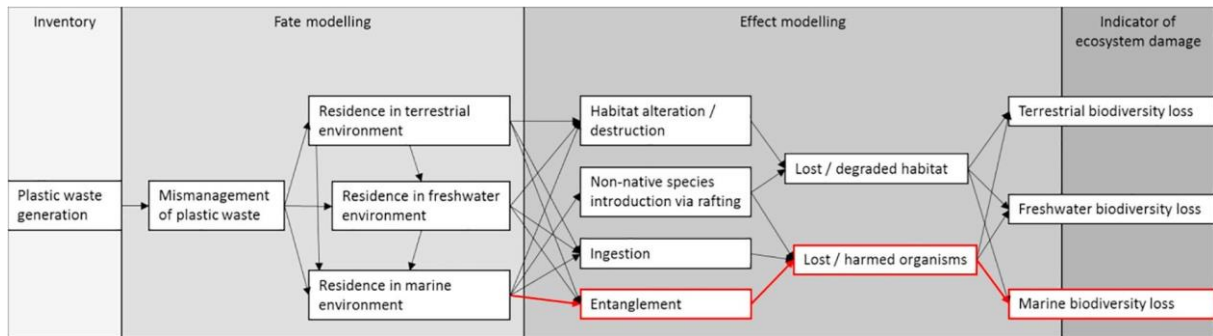 Inventory
Fate modelling
Effect modelling
Indicator of
ecosystem damage
Residence in terrestrial
environment
Habitat alteration /
destruction
Terrestrial biodiversity loss
Plastic waste
generation
Mismanagement
of plastic waste
Residence in freshwater
environment
Non-native species
introduction via rafting
Lost / degraded habitat
Freshwater biodiversity loss
Ingestion
Lost / harmed organisms
Residence in marine
environment
Entanglement
Marine biodiversity loss